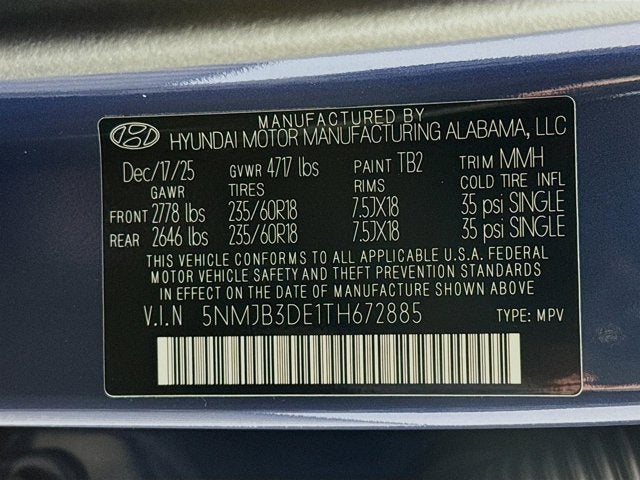 MANUFACTURED BY
HYUNDAI MOTOR MANUFACTURING ALABAMA, LLC
Dec/17/25 GVWR 4717 lbs PAINT TB2 TRIM MMH
GAWR TIRES RIMS COLD TIRE INFL
FRONT 2778 lbs 235/60R18 7.5JX18 35 psi SINGLE
REAR 2646 lbs 235/60R18 7.5JX18 35 psi SINGLE
THIS VEHICLE CONFORMS TO ALL APPLICABLE U.S.A. FEDERAL
MOTOR VEHICLE SAFETY AND THEFT PREVENTION STANDARDS
IN EFFECT ON THE DATE OF MANUFACTURE SHOWN ABOVE
V.I.N 5NMJB3DE1TH672885 TYPE: MPV